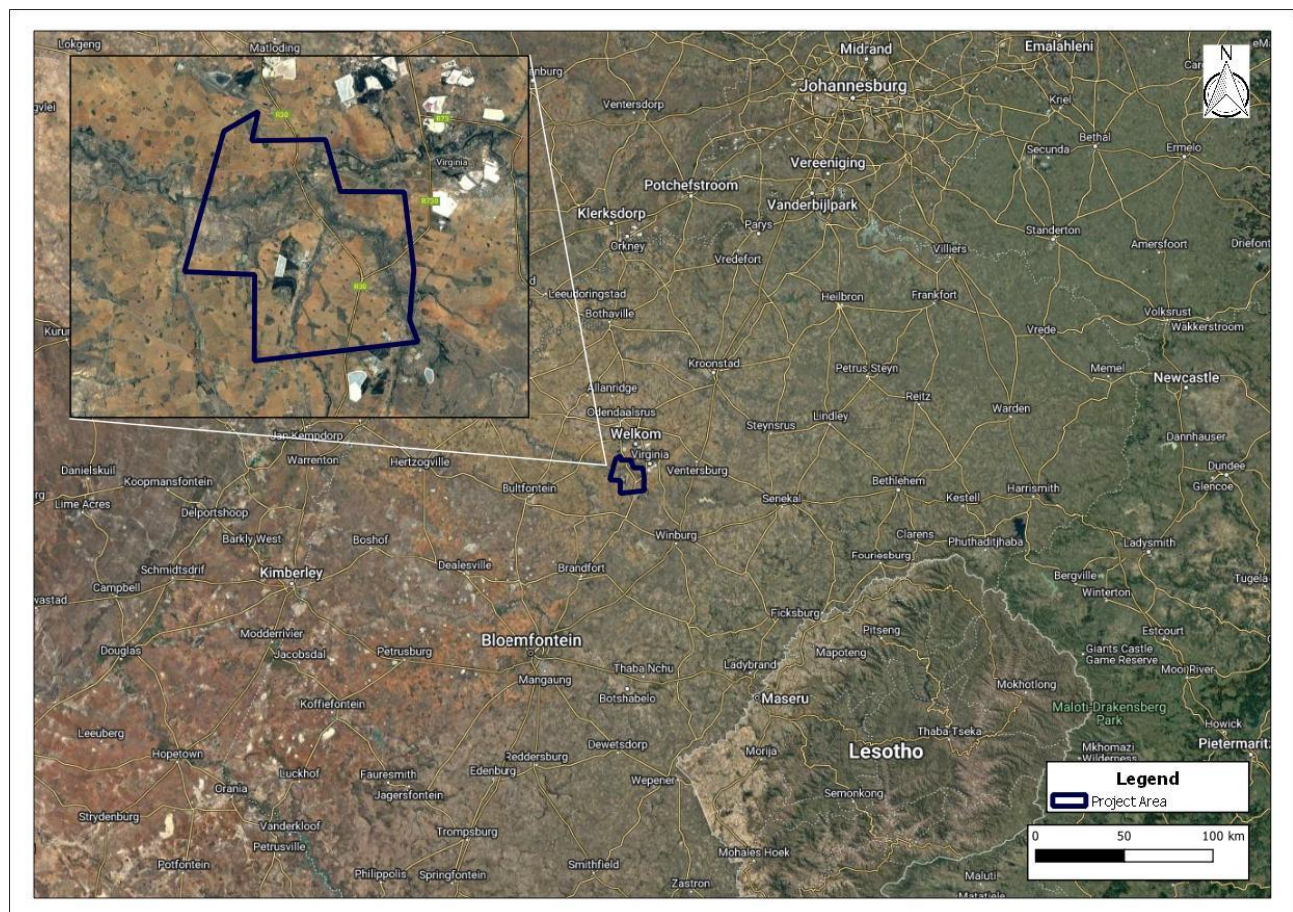 Lokgeng
Matloding
Midrand
Emalahleni
N
Johannesburg
Ventersdorp
Kriel
Bethal
Secunda
Ermelo
R30
R73
Virginia
R730
R30
Vereeniging
Potchefstroom
Vanderbijlpark
Klerksdorp
Orkney
Parys
Vredefort
Standerton
Amersfoort
Villiers
Leeudoringstad
Bothaville
Heilbron
Frankfort
Volksrust
Wakkerstroom
Vrede
Kroonstad
Petrus Steyn
Memel
Newcastle
Allanridge
Odendaalsrus
Reitz
Warden
Lindley
Steynsrus
Welkom
Virginia
Ventersburg
Dannhauser
Dundee
Glencoe
Jan Kempdorp
Warrenton
Hertzogville
Danielskuil
Koopmansfontein
Lime Acres
Delportshoop
Bultfontein
Bethlehem
Kestell
Harrismith
Senekal
Barkly West
Boshof
Winburg
Clarens
Phuthaditjhaba
Ladysmith
Fouriesburg
Schmidtsdrif
Kimberley
Dealesville
Brandfort
Campbell
Bergville
Winterton
Ficksburg
Modderrivier
Jacobsdal
Douglas
Petrusburg
Bloemfontein
Mangaung
Thaba Nchu
Botshabelo
Ladybrand
Pitseng
Mapoteng
Estcourt
Giants Castle
Game Reserve
Mooi River
Maseru
Mokhotlong
Maloti-Drakensberg
Park
Koffiefontein
Leeuberg
Hopetown
Dewetsdorp
Reddersburg
Edenburg
Morija
Thaba-Tseka
Lesotho
Howick
Mkhomazi
Wilderness
Luckhof
Fauresmith
Jagersfontein
Orania
Wepener
Semonkong
Strydenburg
Vanderkloof
Petrusville
Trompsburg
Potfontein
Philippolis
Springfontein
Smithfield
Mohales Hoek
Zastron
Maluti
Legend
Project Area
0 50 100 km